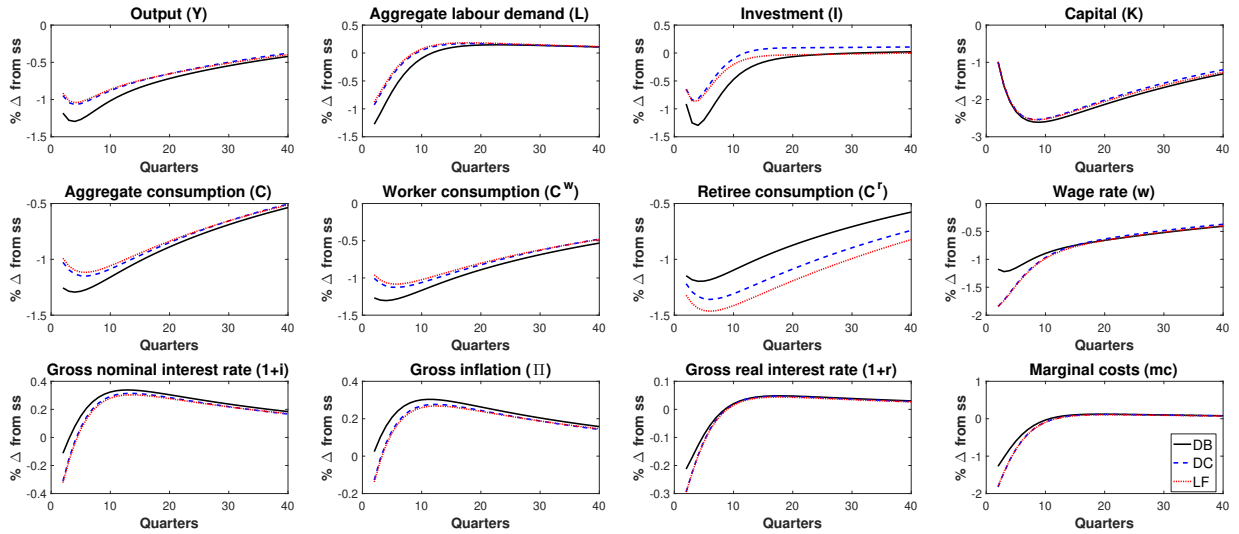 Output (Y)
Aggregate labour demand (L)
Investment (I)
Capital (K)
% Δ from ss
0
-0.5
-1
-1.5
0 10 20 30 40
Quarters
% Δ from ss
0.5
0
-0.5
-1
-1.5
0 10 20 30 40
Quarters
% Δ from ss
0.5
0
-0.5
-1
-1.5
0 10 20 30 40
Quarters
% Δ from ss
0
-1
-2
-3
0 10 20 30 40
Quarters
Aggregate consumption (C)
Worker consumption (C^w)
Retiree consumption (C^r)
Wage rate (w)
% Δ from ss
-0.5
-1
-1.5
0 10 20 30 40
Quarters
% Δ from ss
0
-0.5
-1
-1.5
0 10 20 30 40
Quarters
% Δ from ss
-0.5
-1
-1.5
0 10 20 30 40
Quarters
% Δ from ss
0
-0.5
-1
-1.5
-2
0 10 20 30 40
Quarters
Gross nominal interest rate (1+i)
Gross inflation (Π)
Gross real interest rate (1+r)
Marginal costs (mc)
% Δ from ss
0.4
0.2
0
-0.2
-0.4
0 10 20 30 40
Quarters
% Δ from ss
0.4
0.2
0
-0.2
0 10 20 30 40
Quarters
% Δ from ss
0.1
0
-0.1
-0.2
-0.3
0 10 20 30 40
Quarters
% Δ from ss
1
0
-1
-2
0 10 20 30 40
Quarters
DB
DC
LF